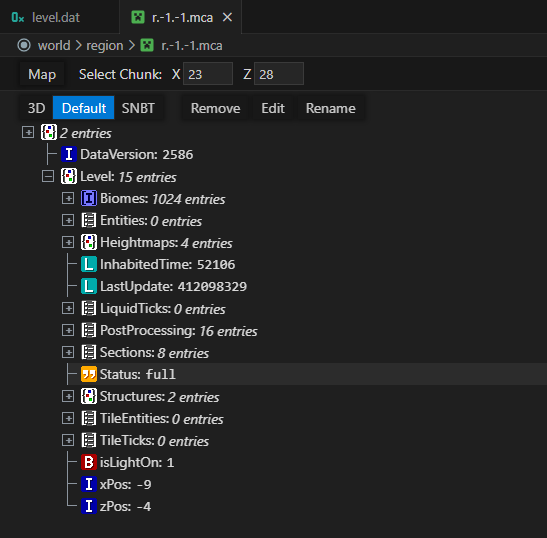 level.dat r.-1.-1.mca
world > region > r.-1.-1.mca
Map Select Chunk: X 23 Z 28
3D Default SNBT Remove Edit Rename
2 entries
I DataVersion: 2586
Level: 15 entries
I Biomes: 1024 entries
Entities: 0 entries
Heightmaps: 4 entries
L InhabitedTime: 52106
L LastUpdate: 412098329
LiquidTicks: 0 entries
PostProcessing: 16 entries
Sections: 8 entries
Status: full
Structures: 2 entries
TileEntities: 0 entries
TileTicks: 0 entries
B isLightOn: 1
I xPos: -9
I zPos: -4